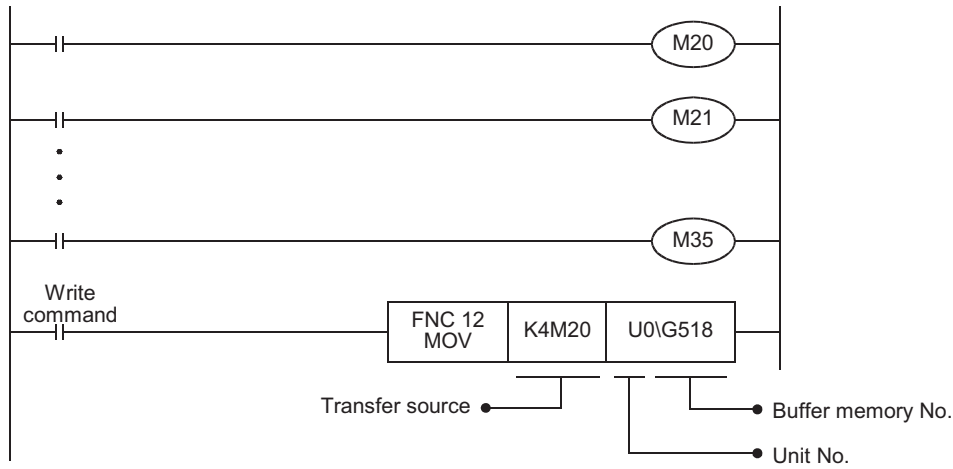 M20
M21
M35
Write
command
FNC 12
MOV
K4M20
U0\G518
Transfer source
Buffer memory No.
Unit No.